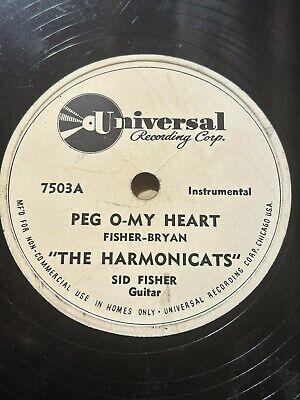 Universal
Recording Corp.
7503A
Instrumental
PEG O-MY HEART
FISHER-BRYAN
"THE HARMONICATS"
SID FISHER
Guitar
MF'D FOR NON-COMMERCIAL USE IN HOMES ONLY • UNIVERSAL RECORDING CORP. CHICAGO USA.